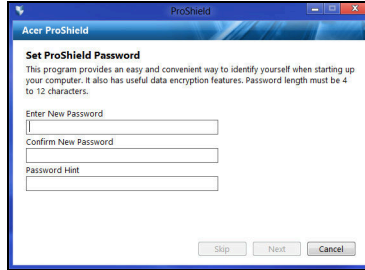 ProShield
Acer ProShield
Set ProShield Password
This program provides an easy and convenient way to identify yourself when starting up
your computer. It also has useful data encryption features. Password length must be 4
to 12 characters.
Enter New Password
Confirm New Password
Password Hint
Skip Next Cancel